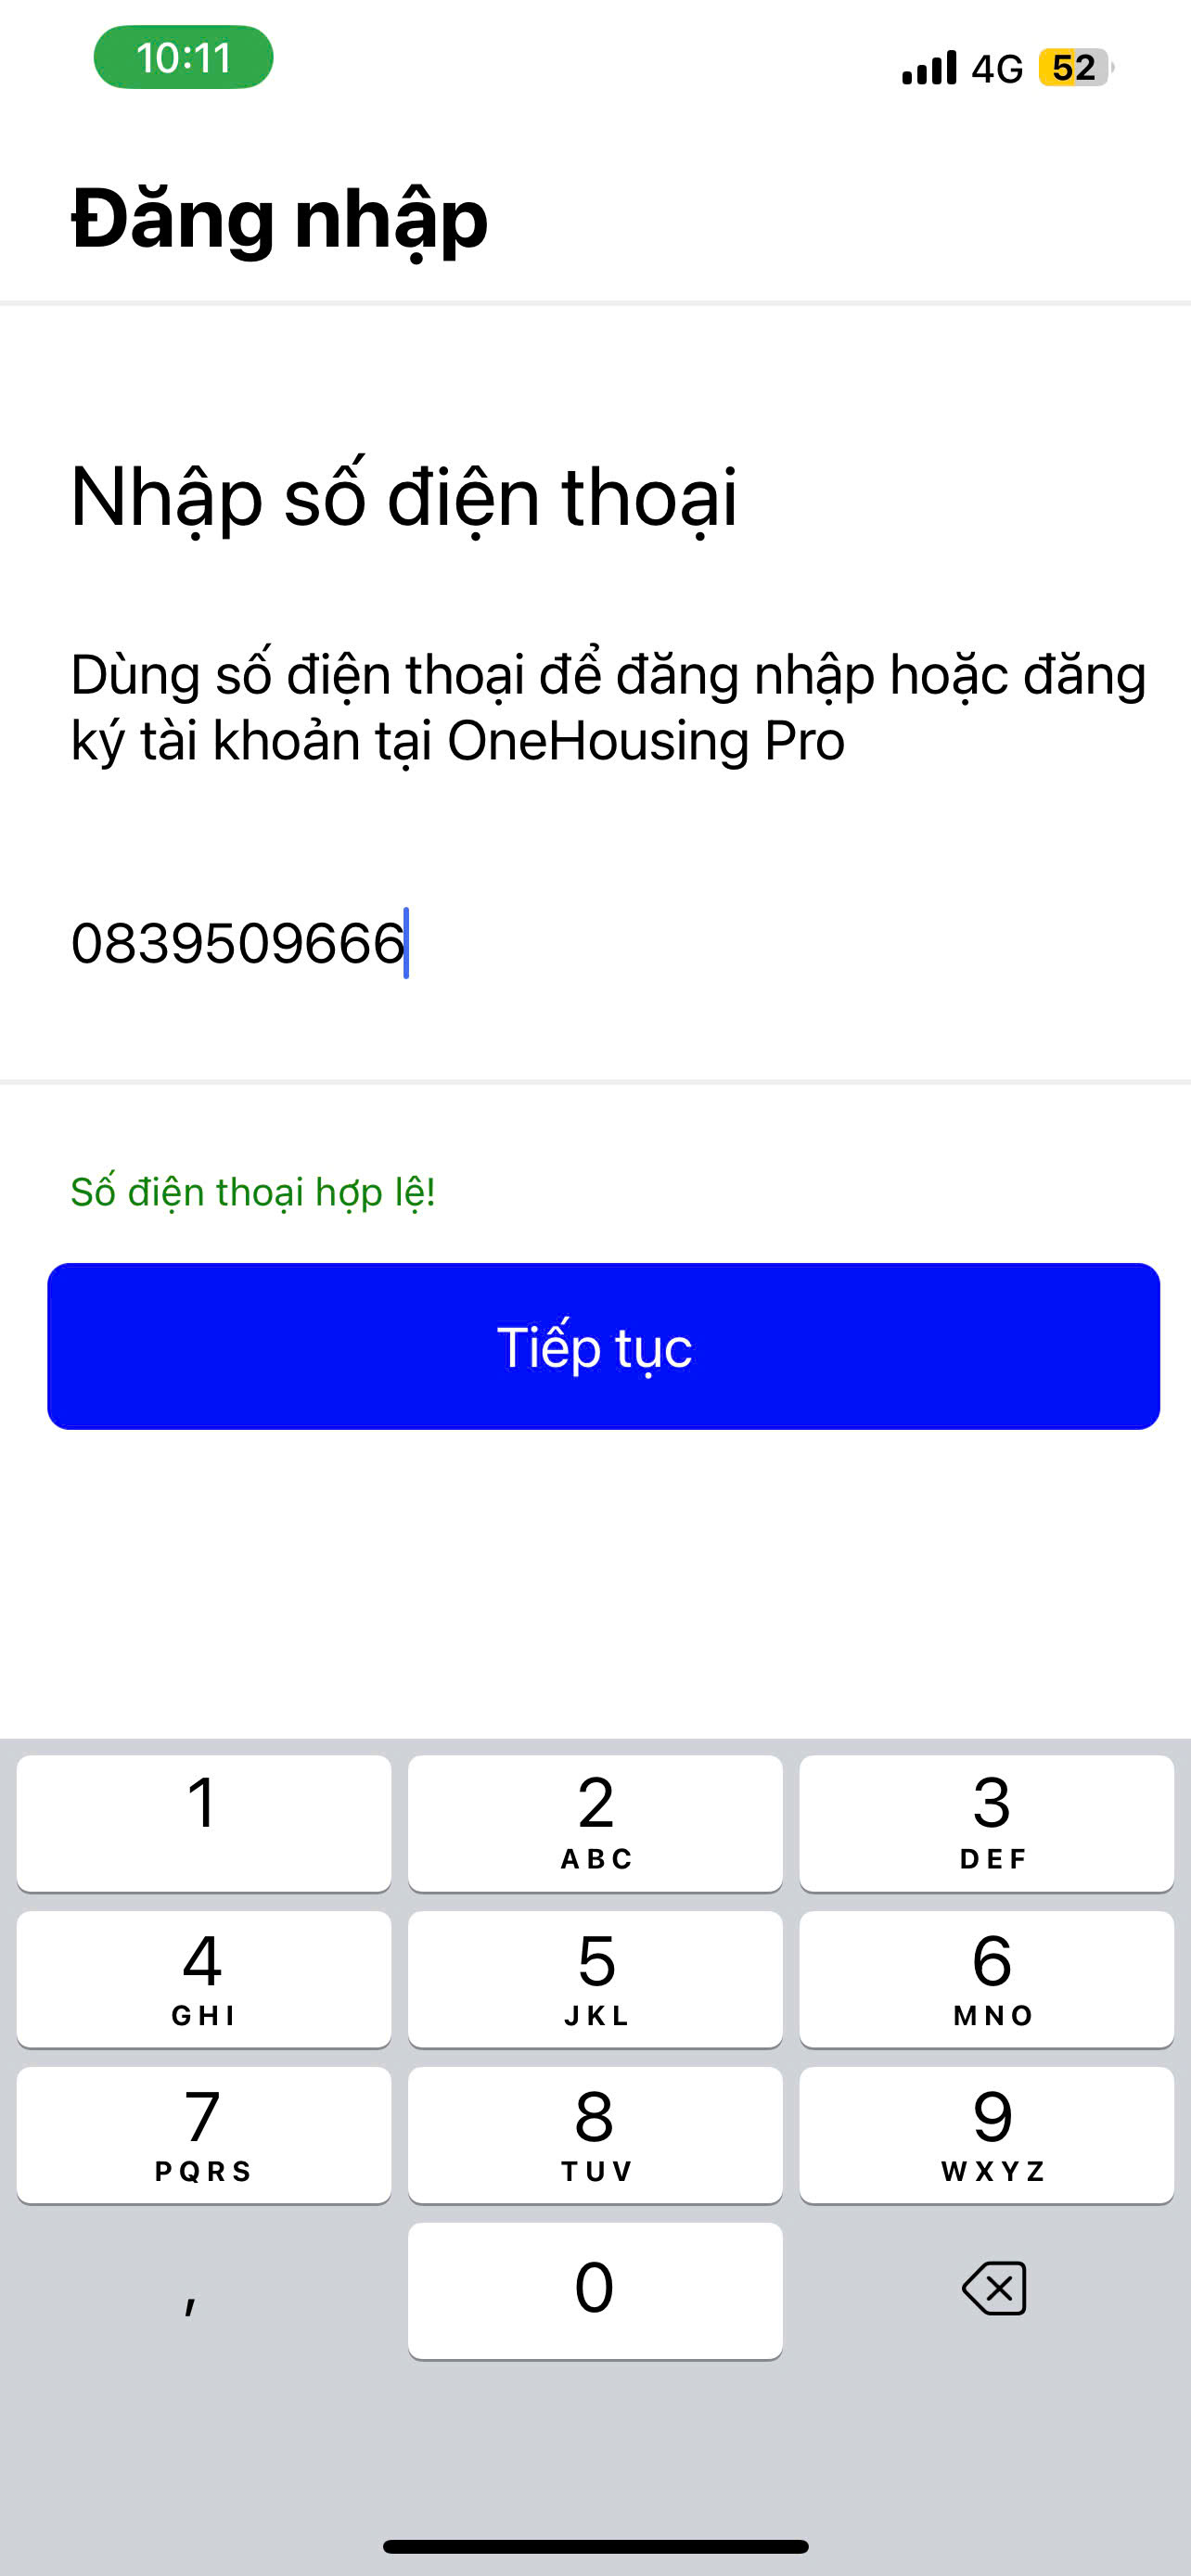 10:11
4G 52
Đăng nhập
Nhập số điện thoại
Dùng số điện thoại để đăng nhập hoặc đăng
ký tài khoản tại OneHousing Pro
0839509666
Số điện thoại hợp lệ!
Tiếp tục
1 2 3
ABC DEF
4 5 6
GHI JKL MNO
7 8 9
PQRS TUV WXYZ
, 0